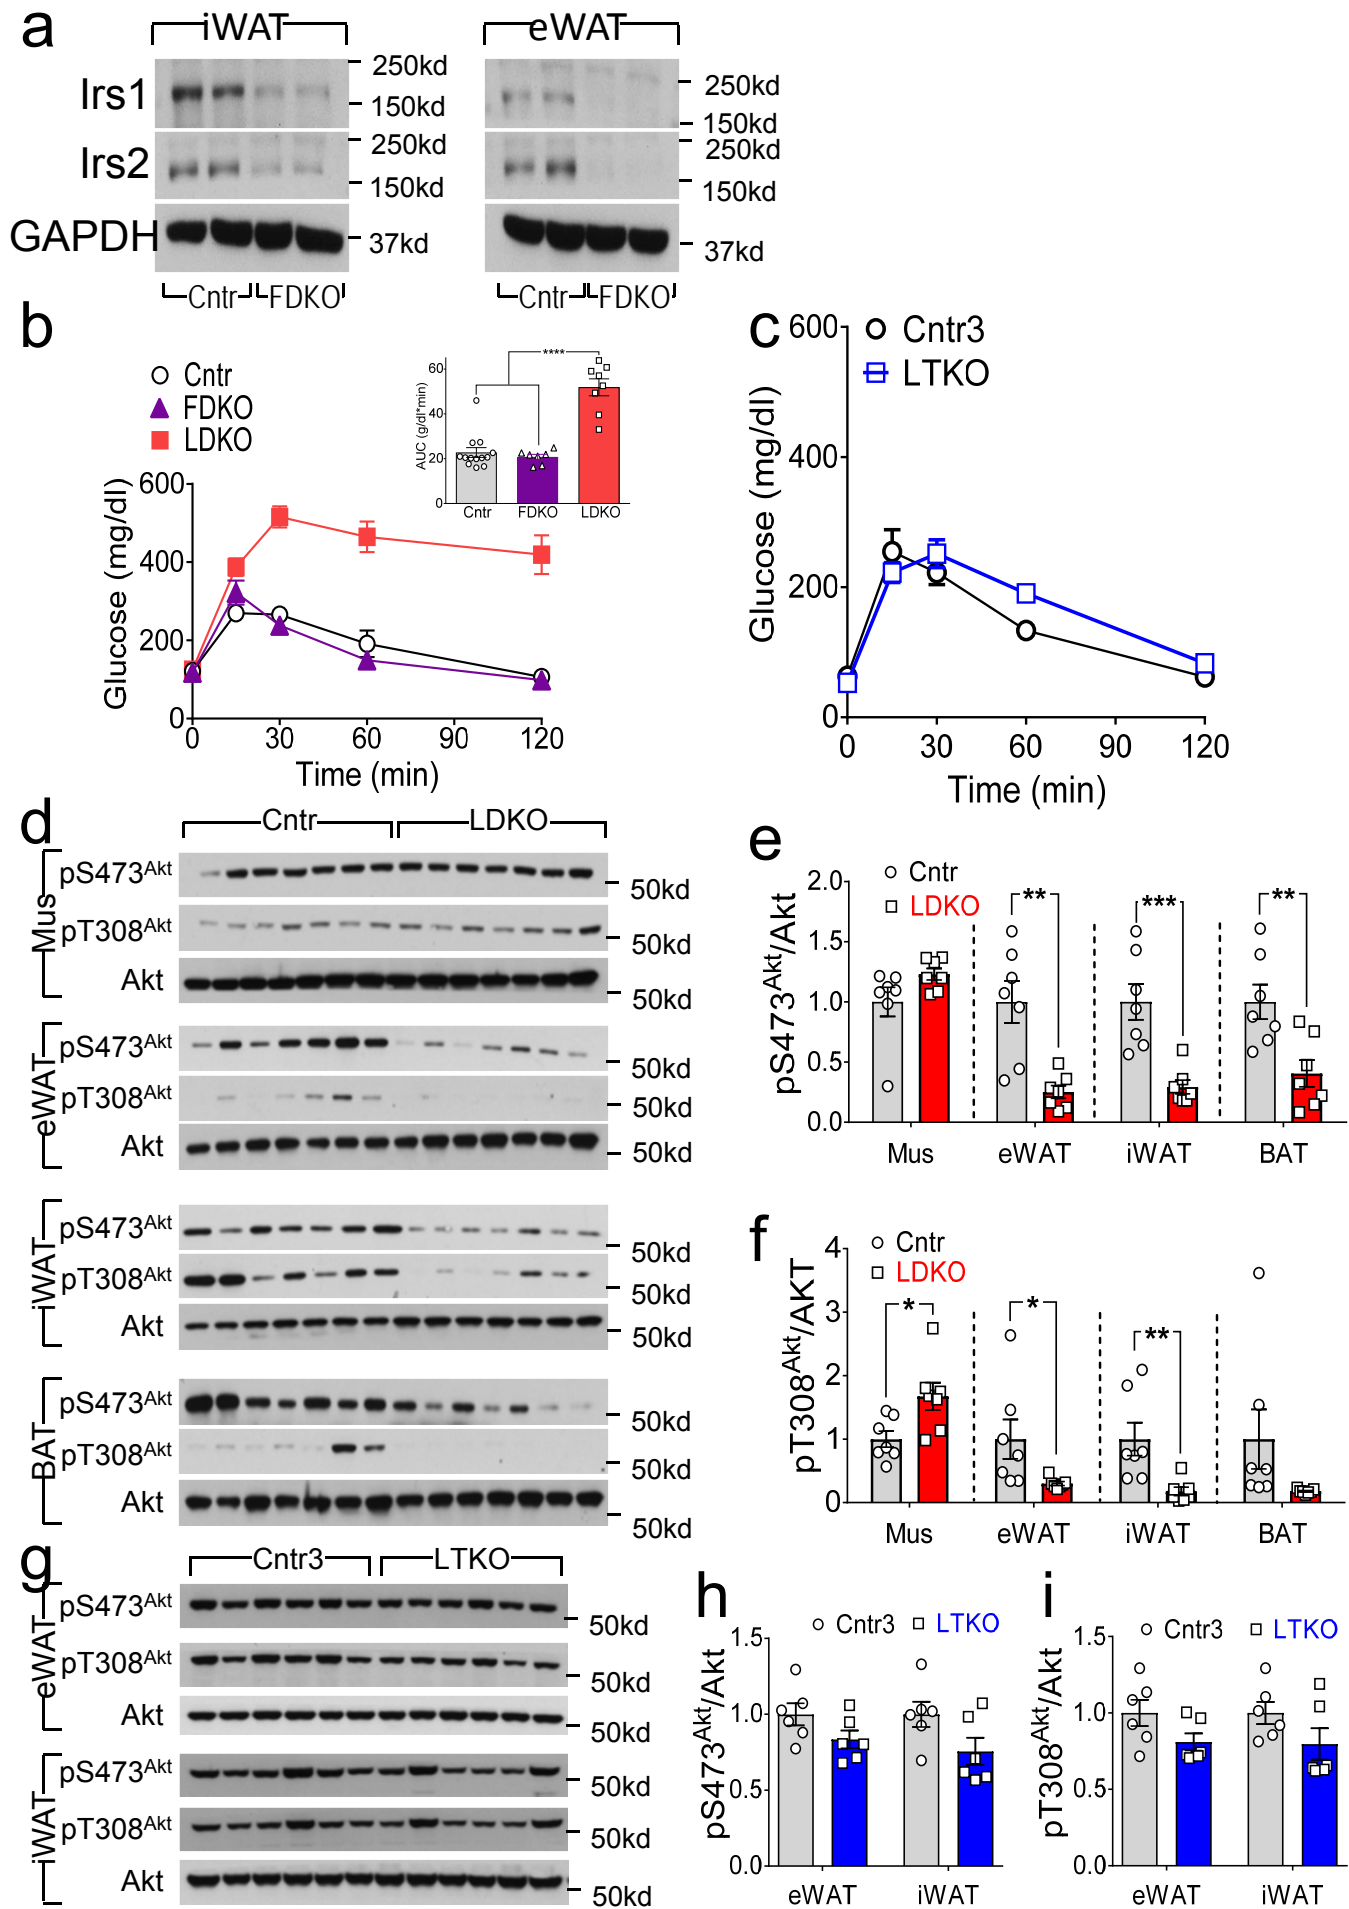 a
iWAT
eWAT
Irs1
250kd
150kd
250kd
150kd
Irs2
250kd
150kd
250kd
150kd
GAPDH
37kd
37kd
Cntr
FDKO
Cntr
FDKO
b
Cntr
FDKO
LDKO
Glucose (mg/dl)
600
400
200
0
0
30
60
90
120
Time (min)
AUC (g/dl*min)
60
40
20
0
****
Cntr
FDKO
LDKO
c
Cntr3
LTKO
Glucose (mg/dl)
600
400
200
0
0
30
60
90
120
Time (min)
d
Cntr
LDKO
Mus
pS473Akt
50kd
pT308Akt
50kd
Akt
50kd
eWAT
pS473Akt
50kd
pT308Akt
50kd
Akt
50kd
iWAT
pS473Akt
50kd
pT308Akt
50kd
Akt
50kd
BAT
pS473Akt
50kd
pT308Akt
50kd
Akt
50kd
e
Cntr
LDKO
pS473Akt/Akt
2.0
1.5
1.0
0.5
0.0
**
***
**
Mus
eWAT
iWAT
BAT
f
Cntr
LDKO
pT308Akt/AKT
4
3
2
1
0
*
*
**
Mus
eWAT
iWAT
BAT
g
Cntr3
LTKO
eWAT
pS473Akt
50kd
pT308Akt
50kd
Akt
50kd
iWAT
pS473Akt
50kd
pT308Akt
50kd
Akt
50kd
h
Cntr3
LTKO
pS473Akt/Akt
1.5
1.0
0.5
0.0
eWAT
iWAT
i
Cntr3
LTKO
pT308Akt/Akt
1.5
1.0
0.5
0.0
eWAT
iWAT